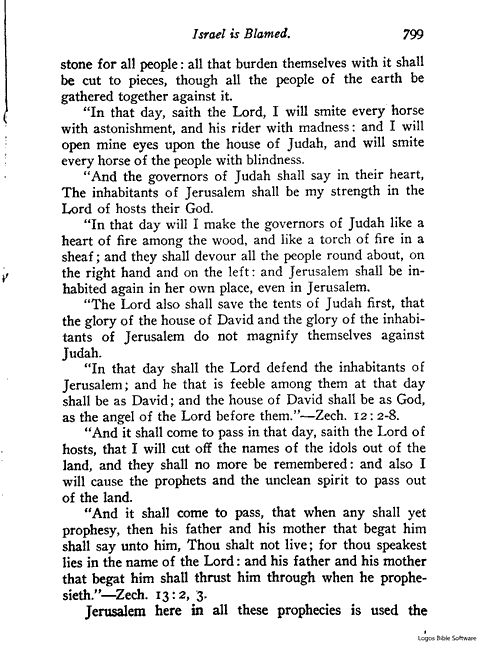 Israel is Blamed. 799
stone for all people: all that burden themselves with it shall
be cut to pieces, though all the people of the earth be
gathered together against it.
"In that day, saith the Lord, I will smite every horse
with astonishment, and his rider with madness: and I will
open mine eyes upon the house of Judah, and will smite
every horse of the people with blindness.
"And the governors of Judah shall say in their heart,
The inhabitants of Jerusalem shall be my strength in the
Lord of hosts their God.
"In that day will I make the governors of Judah like a
heart of fire among the wood, and like a torch of fire in a
sheaf; and they shall devour all the people round about, on
the right hand and on the left: and Jerusalem shall be in-
habited again in her own place, even in Jerusalem.
"The Lord also shall save the tents of Judah first, that
the glory of the house of David and the glory of the inhabi-
tants of Jerusalem do not magnify themselves against
Judah.
"In that day shall the Lord defend the inhabitants of
Jerusalem; and he that is feeble among them at that day
shall be as David; and the house of David shall be as God,
as the angel of the Lord before them."—Zech. 12: 2-8.
"And it shall come to pass in that day, saith the Lord of
hosts, that I will cut off the names of the idols out of the
land, and they shall no more be remembered: and also I
will cause the prophets and the unclean spirit to pass out
of the land.
"And it shall come to pass, that when any shall yet
prophesy, then his father and his mother that begat him
shall say unto him, Thou shalt not live; for thou speakest
lies in the name of the Lord: and his father and his mother
that begat him shall thrust him through when he prophe-
sieth."—Zech. 13: 2, 3.
Jerusalem here in all these prophecies is used the
Logos Bible Software